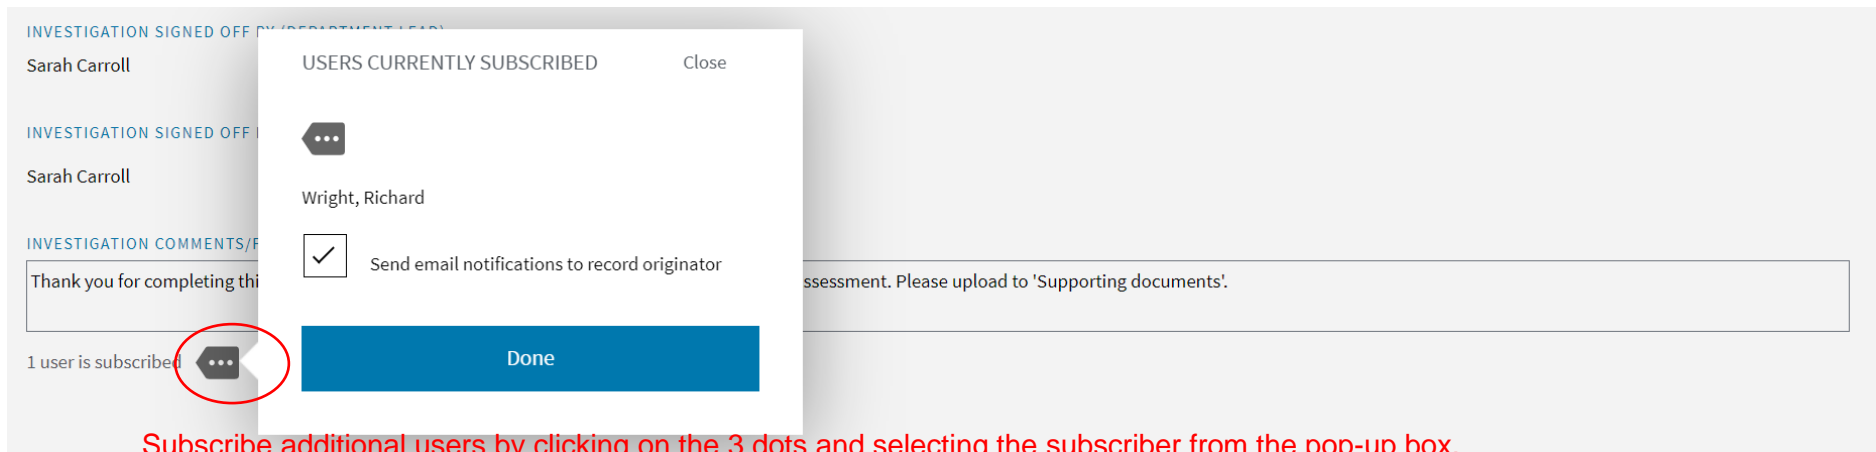 INVESTIGATION SIGNED OFF BY (DEPARTMENT LEAD)
Sarah Carroll
USERS CURRENTLY SUBSCRIBED Close
INVESTIGATION SIGNED OFF
Sarah Carroll
Wright, Richard
INVESTIGATION COMMENTS/
Send email notifications to record originator
Thank you for completing thi
ssessment. Please upload to 'Supporting documents'.
1 user is subscribed
Done
Subscribe additional users by clicking on the 3 dots and selecting the subscriber from the pop-up box.